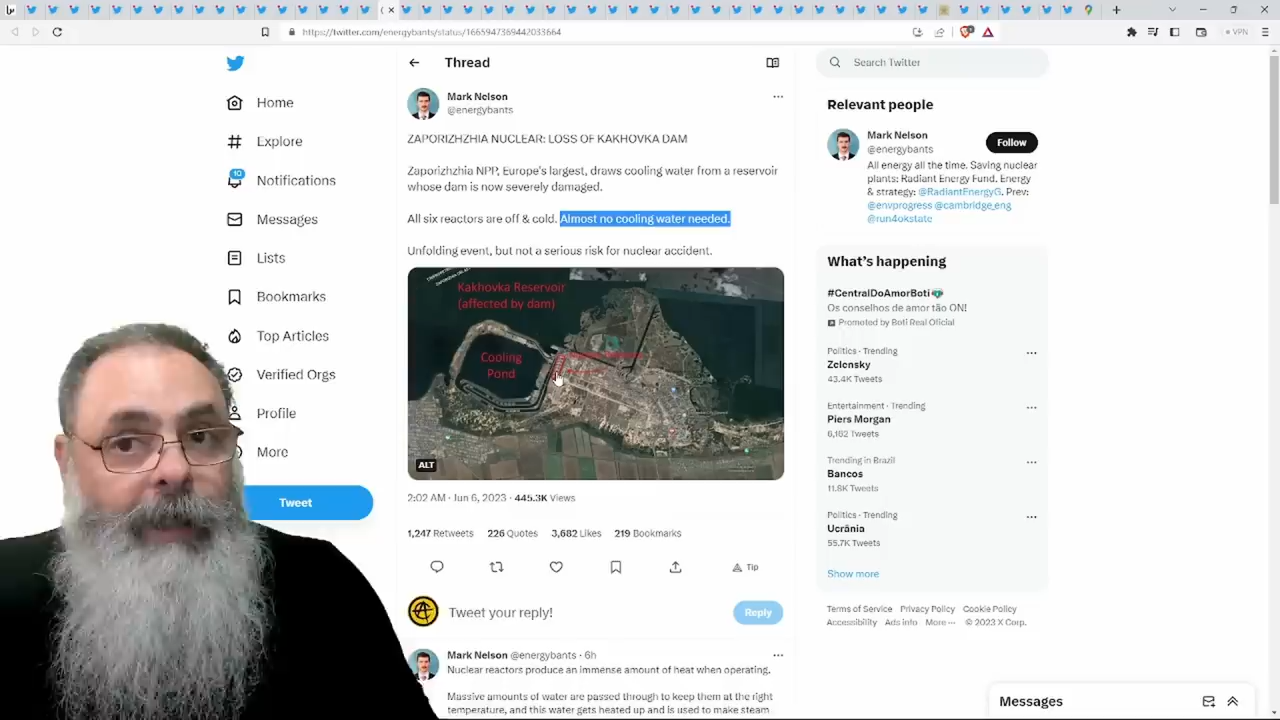 https://twitter.com/energybants/status/1665947369442033664
VPN
Home
Explore
10
Notifications
Messages
Lists
Bookmarks
Top Articles
Verified Orgs
Profile
More
Tweet
Thread
Mark Nelson
@energybants
ZAPORIZHZHIA NUCLEAR: LOSS OF KAKHOVKA DAM
Zaporizhzhia NPP, Europe's largest, draws cooling water from a reservoir
whose dam is now severely damaged.
All six reactors are off & cold. Almost no cooling water needed.
Unfolding event, but not a serious risk for nuclear accident.
Kakhovka Reservoir
(affected by dam)
Cooling
Pond
ALT
2:02 AM · Jun 6, 2023 · 445.3K Views
1,247 Retweets 226 Quotes 3,682 Likes 219 Bookmarks
Tip
Tweet your reply!
Reply
Mark Nelson @energybants · 6h
Nuclear reactors produce an immense amount of heat when operating.
Massive amounts of water are passed through to keep them at the right
temperature, and this water gets heated up and is used to make steam
Search Twitter
Relevant people
Mark Nelson
@energybants
Follow
All energy all the time. Saving nuclear
plants: Radiant Energy Fund. Energy
& strategy: @RadiantEnergyG. Prev:
@envprogress @cambridge_eng
@run4okstate
What's happening
#CentralDoAmorBoti
Os conselhos de amor tão ON!
Promoted by Boti Real Oficial
Politics · Trending
Zelensky
43.4K Tweets
Entertainment · Trending
Piers Morgan
6,182 Tweets
Trending in Brazil
Bancos
11.8K Tweets
Politics · Trending
Ucrânia
55.7K Tweets
Show more
Terms of Service Privacy Policy Cookie Policy
Accessibility Ads info More ··· © 2023 X Corp.
Messages